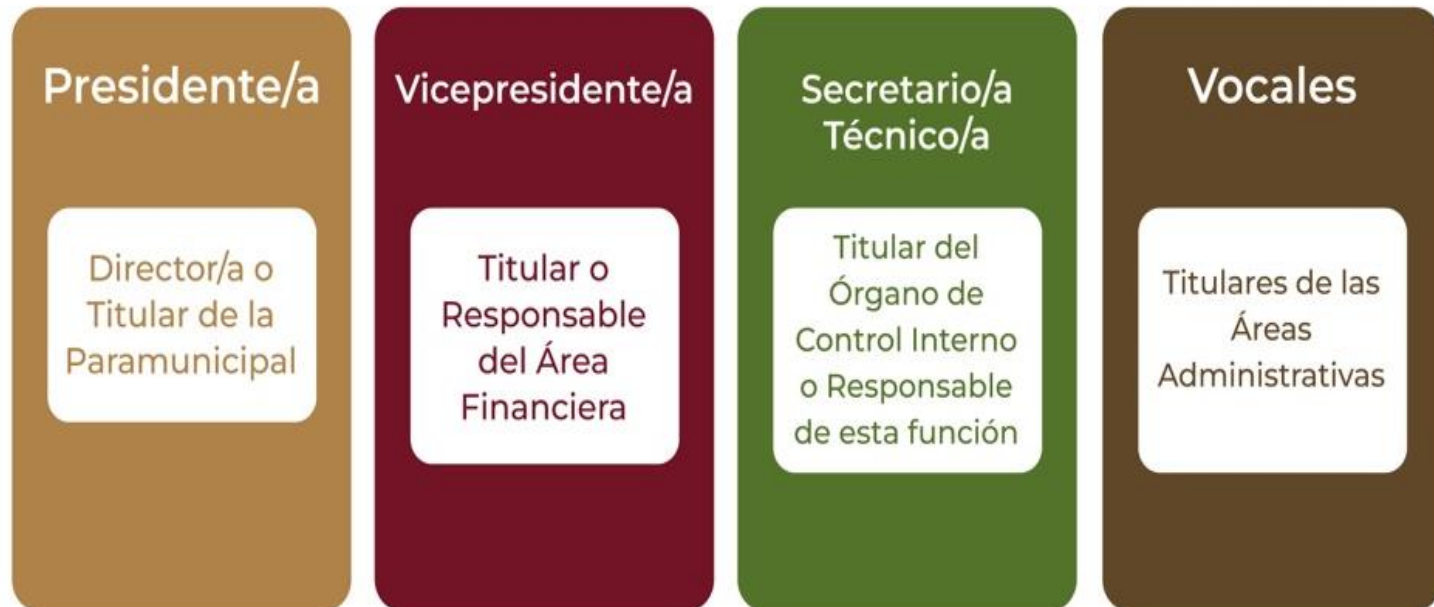 Presidente/a
Director/a o
Titular de la
Paramunicipal
Vicepresidente/a
Titular o
Responsable
del Área
Financiera
Secretario/a
Técnico/a
Titular del
Órgano de
Control Interno
o Responsable
de esta función
Vocales
Titulares de las
Áreas
Administrativas